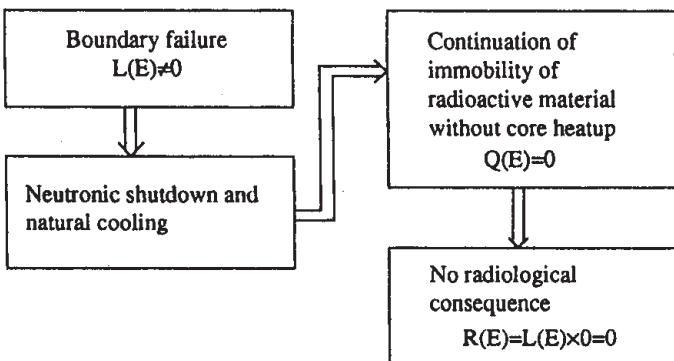 Boundary failure
L(E)≠0
Neutronic shutdown and
natural cooling
Continuation of
immobility of
radioactive material
without core heatup
Q(E)=0
No radiological
consequence
R(E)=L(E)×0=0